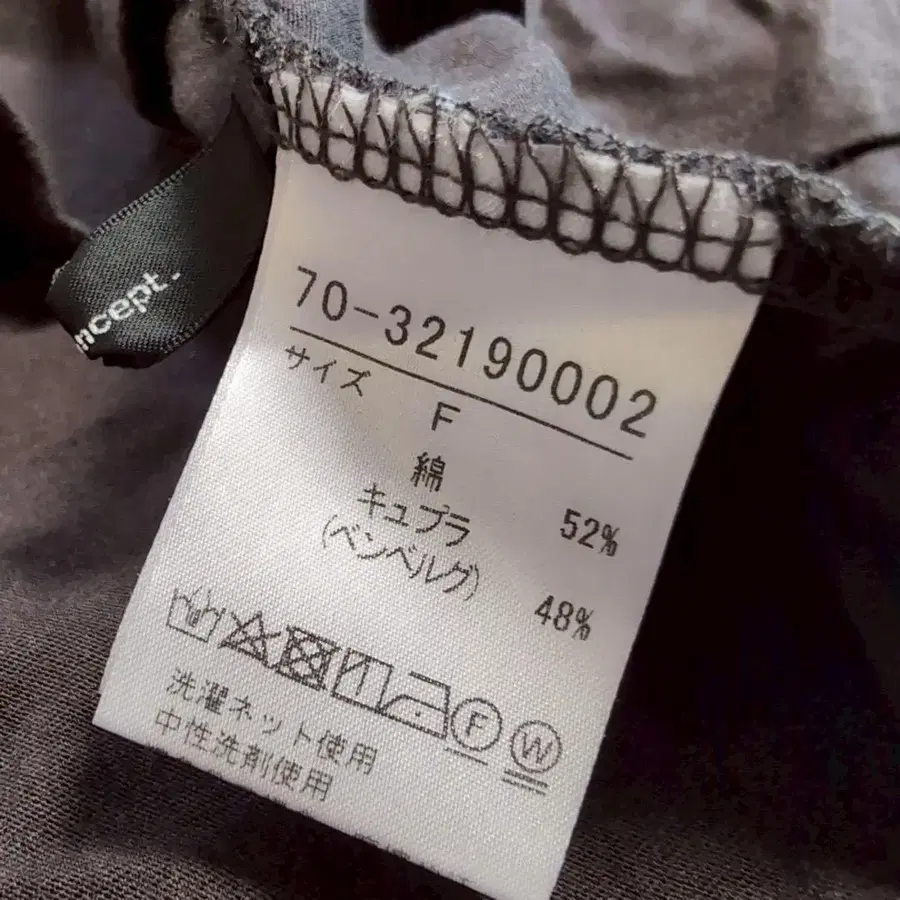 70-32190002
サイズ
F
綿 52%
キュプラ
(ベンベルグ) 48%
F W
洗濯ネット使用
中性洗剤使用